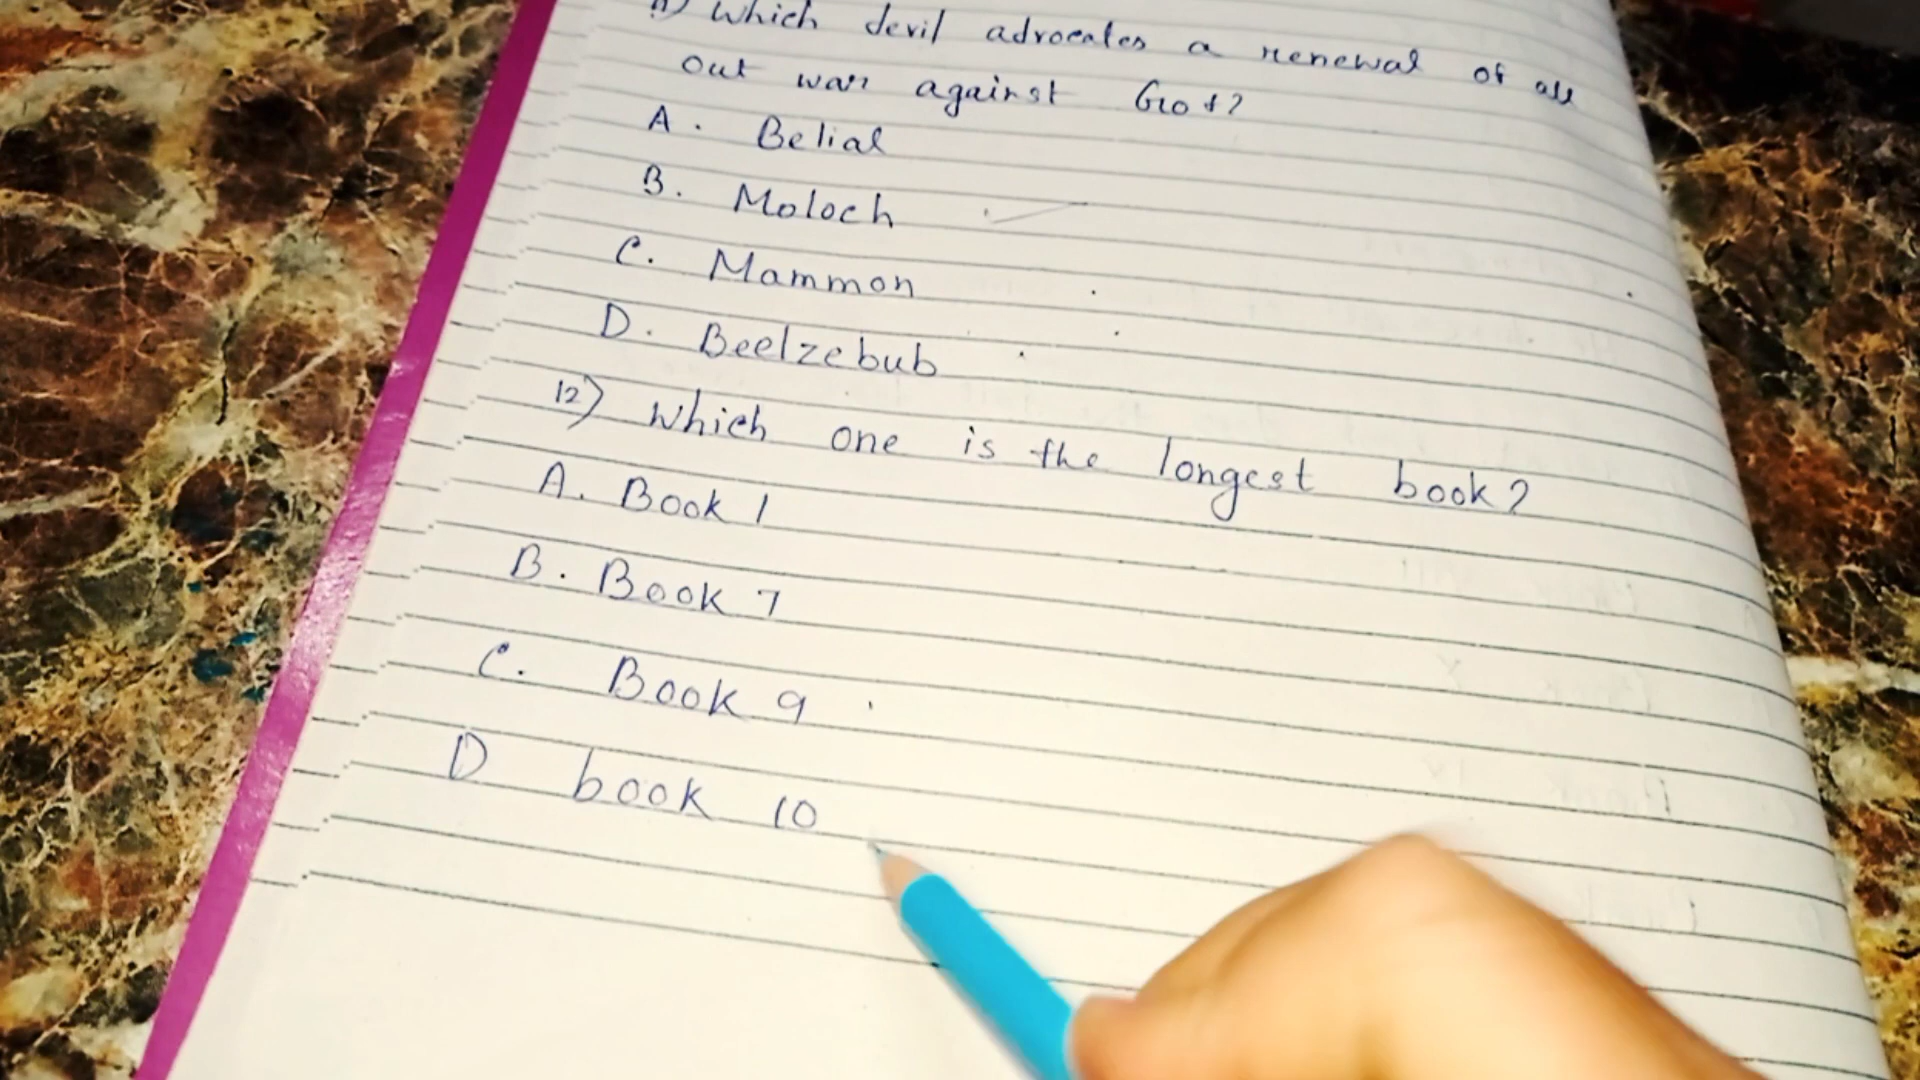 11) Which devil advocates a renewal of all
out war against God?
A. Belial
B. Moloch
C. Mammon
D. Beelzebub
12) Which one is the longest book?
A. Book 1
B. Book 7
C. Book 9
D book 10